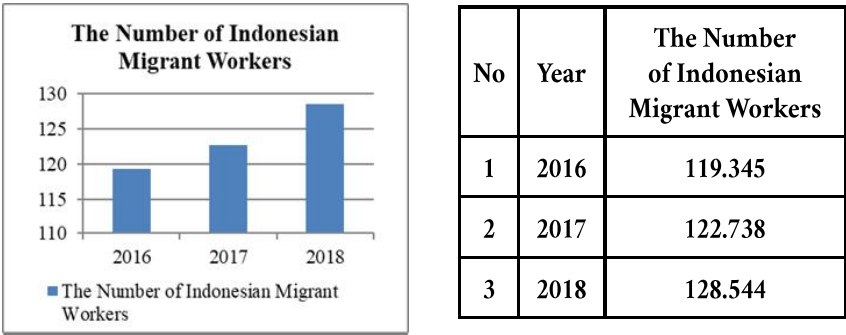 The Number of Indonesian
Migrant Workers
130
125
120
115
110
2016 2017 2018
The Number of Indonesian Migrant
Workers
No Year The Number
of Indonesian
Migrant Workers
1 2016 119.345
2 2017 122.738
3 2018 128.544